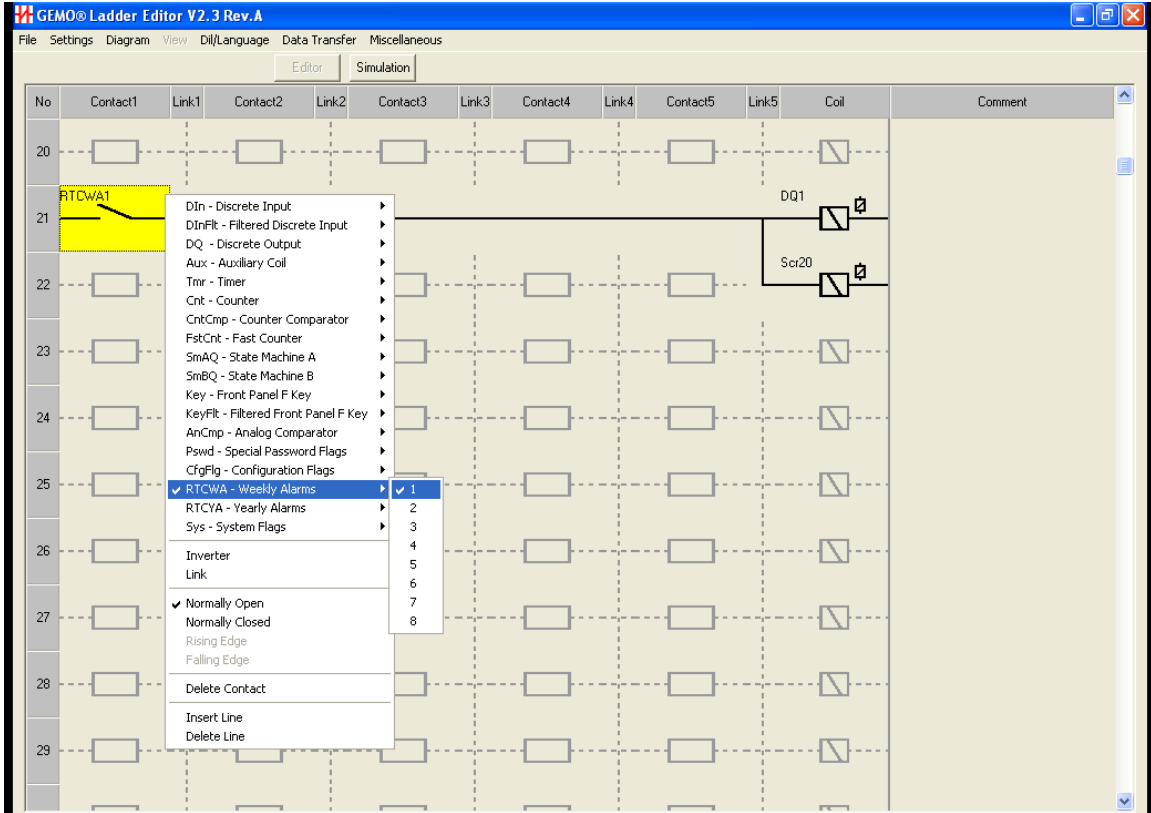 GEMO® Ladder Editor V2.3 Rev.A
File Settings Diagram View Dil/Language Data Transfer Miscellaneous
Editor Simulation
No Contact1 Link1 Contact2 Link2 Contact3 Link3 Contact4 Link4 Contact5 Link5 Coil Comment
20
RTCWA1 DQ1
21
Scr20
22
23
24
25
26
27
28
29
DIn - Discrete Input
DInFlt - Filtered Discrete Input
DQ - Discrete Output
Aux - Auxiliary Coil
Tmr - Timer
Cnt - Counter
CntCmp - Counter Comparator
FstCnt - Fast Counter
SmAQ - State Machine A
SmBQ - State Machine B
Key - Front Panel F Key
KeyFlt - Filtered Front Panel F Key
AnCmp - Analog Comparator
Pswd - Special Password Flags
CfgFlg - Configuration Flags
RTCWA - Weekly Alarms
RTCYA - Yearly Alarms
Sys - System Flags
Inverter
Link
Normally Open
Normally Closed
Rising Edge
Falling Edge
Delete Contact
Insert Line
Delete Line
1
2
3
4
5
6
7
8